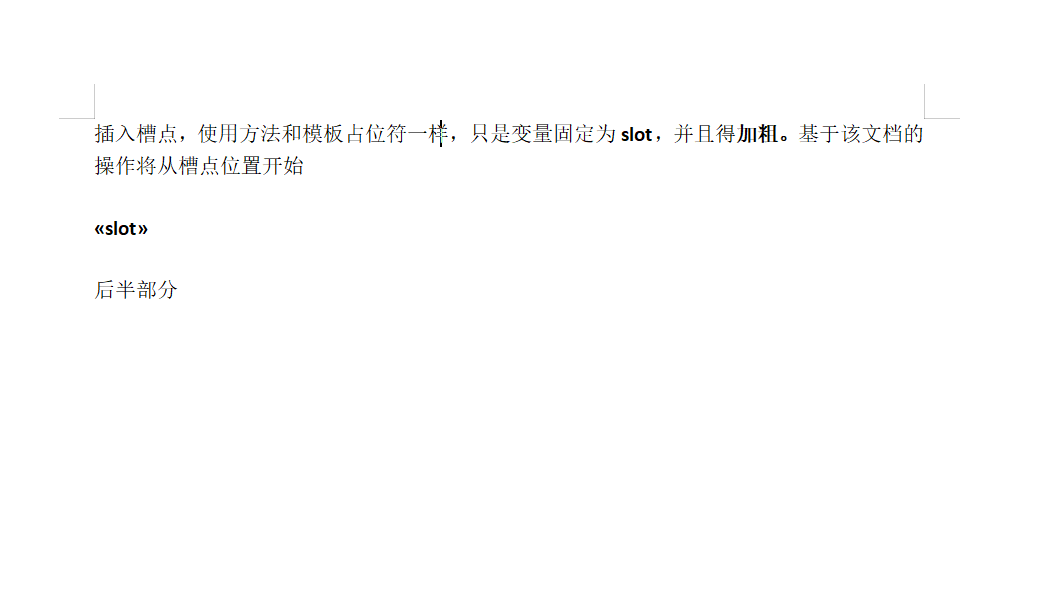 插入槽点，使用方法和模板占位符一样，只是变量固定为 slot，并且得加粗。基于该文档的
操作将从槽点位置开始
«slot»
后半部分